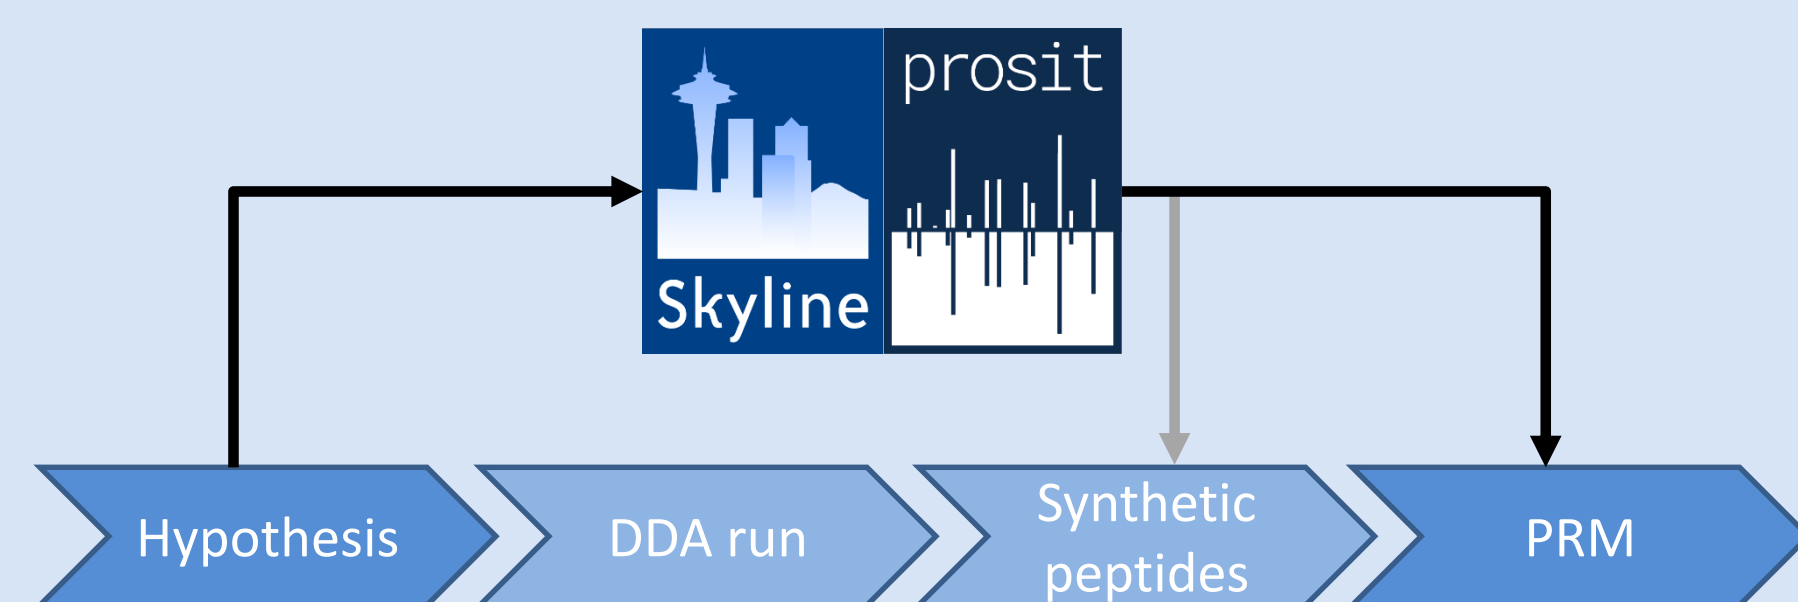 prosit
Skyline
Hypothesis
DDA run
Synthetic
peptides
PRM